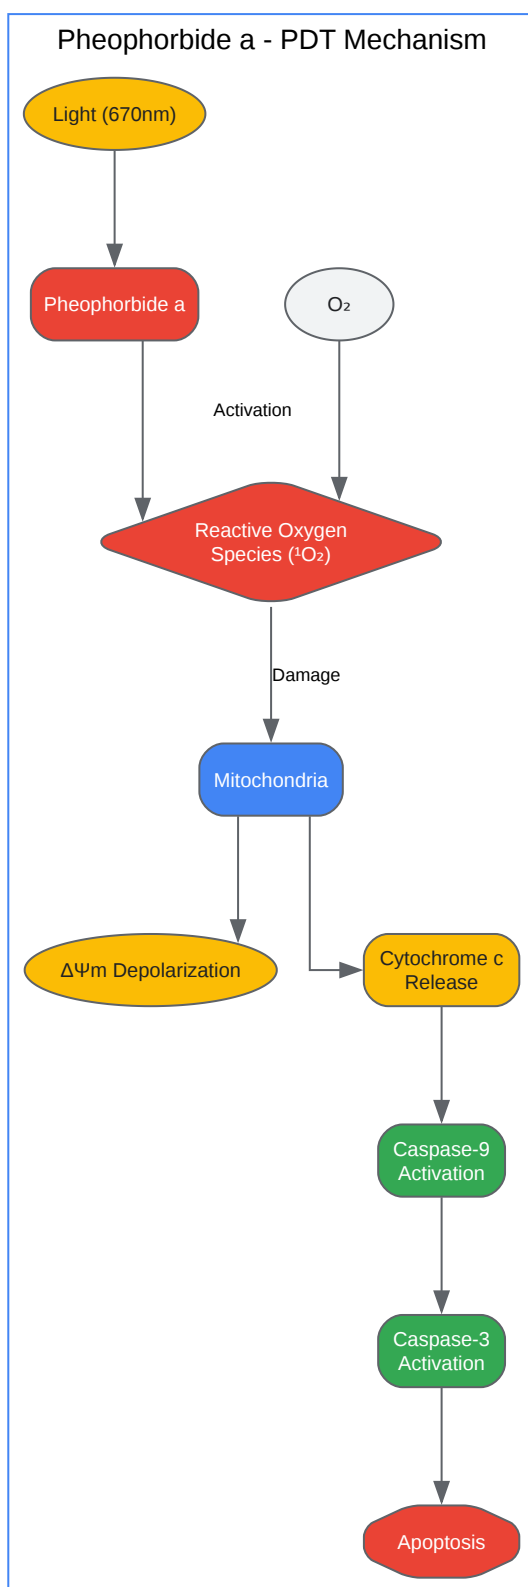 Pheophorbide a - PDT Mechanism
Light (670nm)
Pheophorbide a
O₂
Activation
Reactive Oxygen
Species (¹O₂)
Damage
Mitochondria
ΔΨm Depolarization
Cytochrome c
Release
Caspase-9
Activation
Caspase-3
Activation
Apoptosis